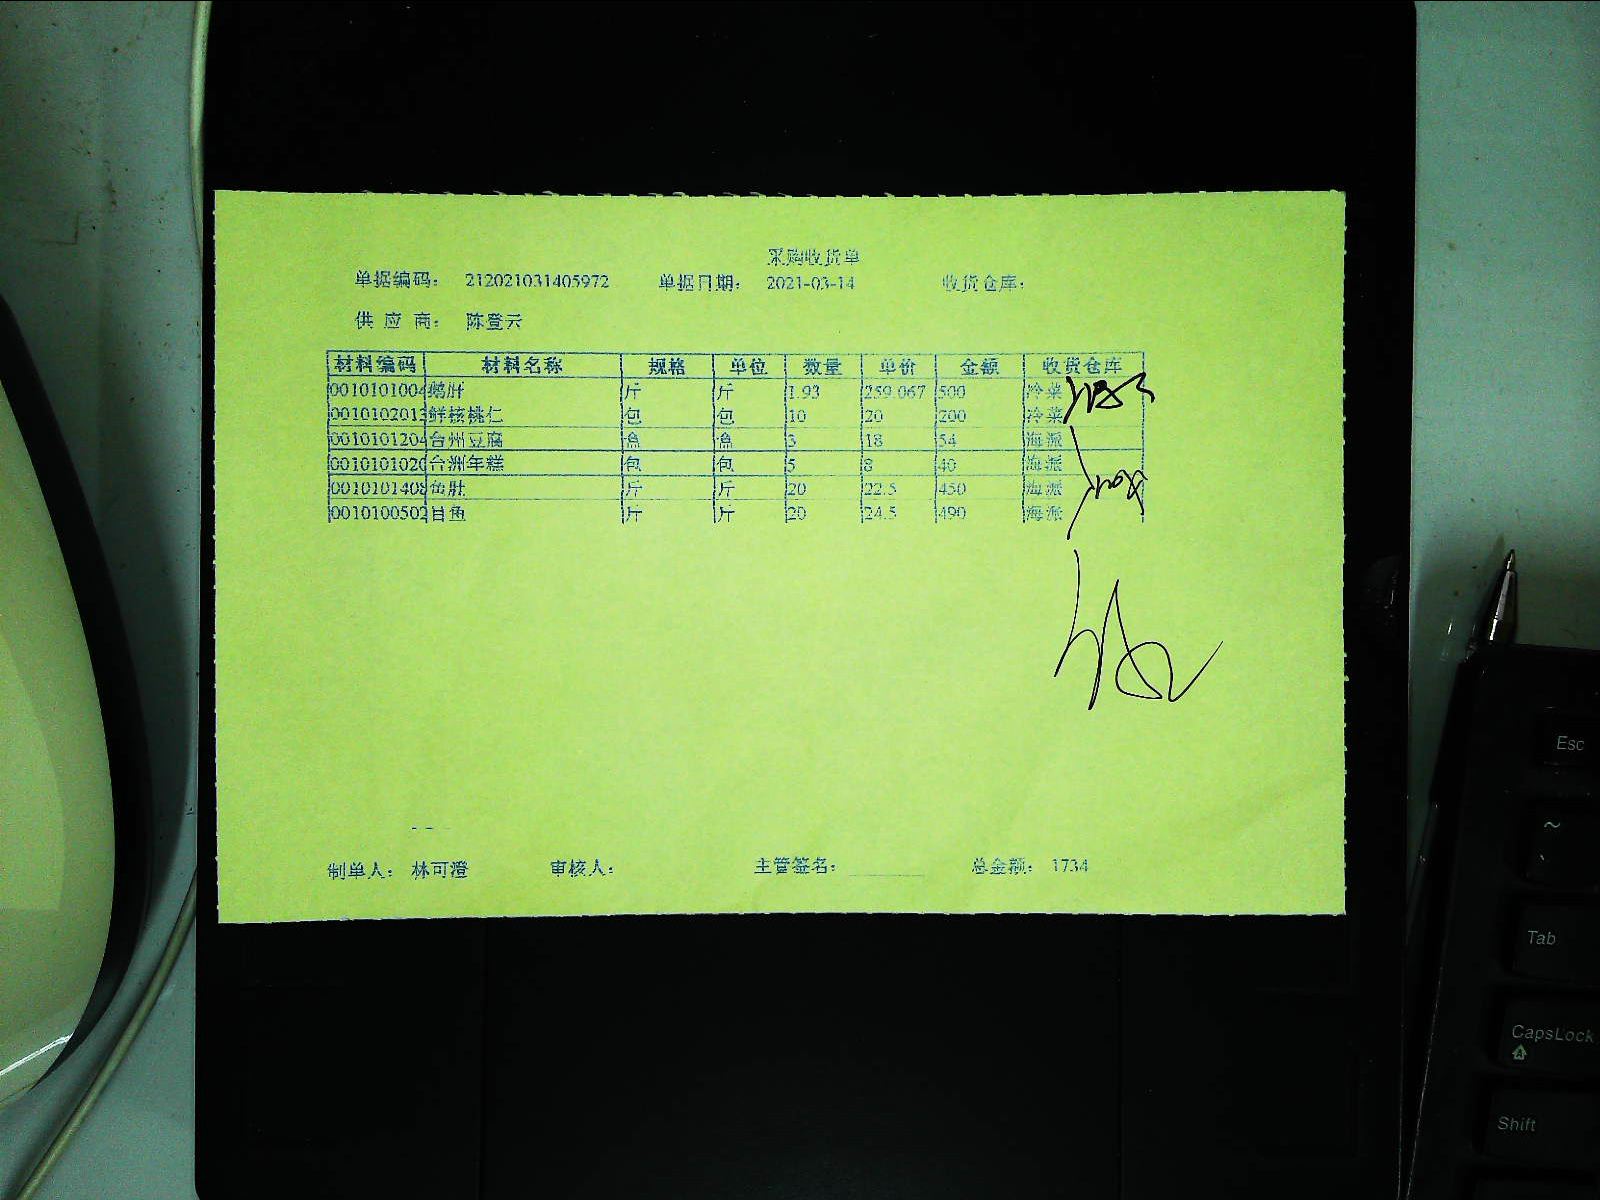 采购收货单
单据编码： 212021031405972 单据日期： 2021-03-14 收货仓库：
供 应 商： 陈登云
材料编码 材料名称 规格 单位 数量 单价 金额 收货仓库
0010101004 鹅肝 斤 斤 1.93 259.067 500 冷菜
0010102013 鲜核桃仁 包 包 10 20 200 冷菜
0010101204 台州豆腐 盒 盒 3 18 54 海派
0010101020 台洲年糕 包 包 5 8 40 海派
0010101408 鱼肚 斤 斤 20 22.5 450 海派
0010100502 目鱼 斤 斤 20 24.5 490 海派
制单人： 林可澄 审核人： 主管签名： 总金额： 1734
Esc
~
Tab
CapsLock
Shift